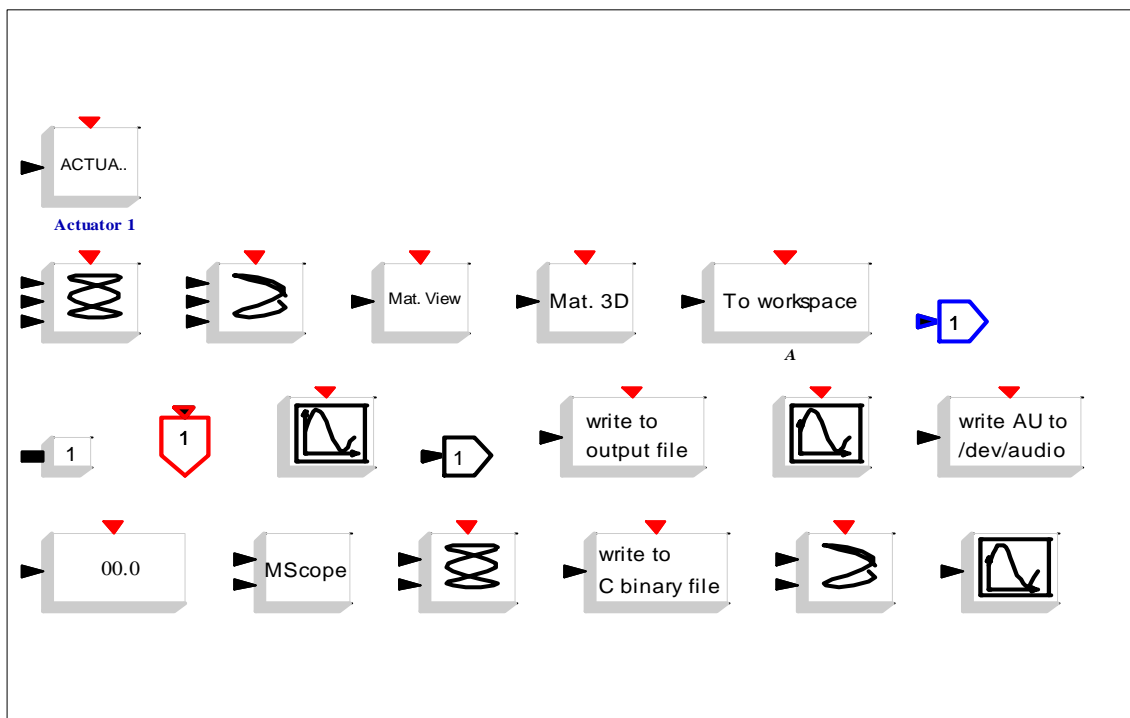 ACTUA..
Actuator 1
Mat. View
Mat. 3D
To workspace
A
1
1
1
1
write to
output file
write AU to
/dev/audio
00.0
MScope
write to
C binary file